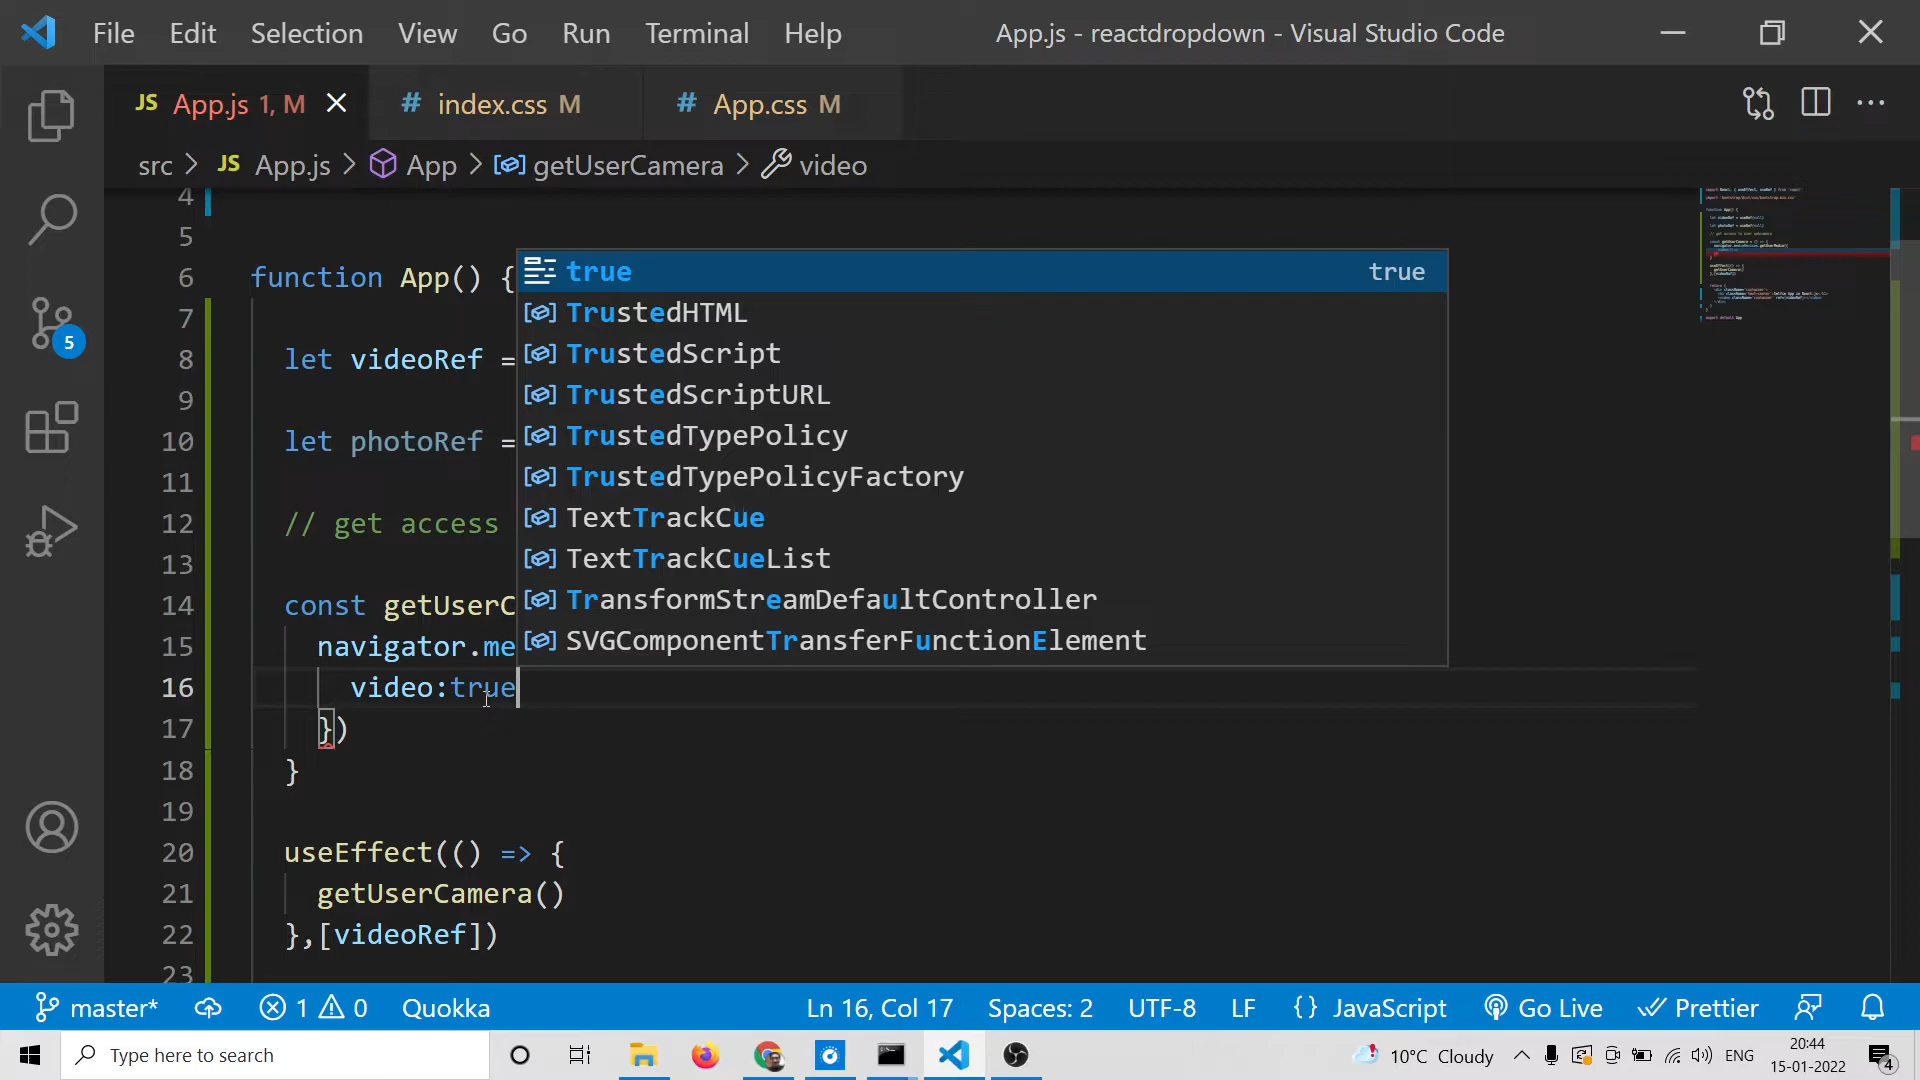 File Edit Selection View Go Run Terminal Help App.js - reactdropdown - Visual Studio Code
JS App.js 1, M # index.css M # App.css M
src > JS App.js > App > getUserCamera > video
4
5
6 function App() {
7
8 let videoRef =
9
10 let photoRef =
11
12 // get access
13
14 const getUserC
15 navigator.me
16 video:true
17 })
18 }
19
20 useEffect(() => {
21 getUserCamera()
22 },[videoRef])
23
true true
TrustedHTML
TrustedScript
TrustedScriptURL
TrustedTypePolicy
TrustedTypePolicyFactory
TextTrackCue
TextTrackCueList
TransformStreamDefaultController
SVGComponentTransferFunctionElement
5
master* 1 0 Quokka Ln 16, Col 17 Spaces: 2 UTF-8 LF {} JavaScript Go Live Prettier
Type here to search 10°C Cloudy ENG 20:44
15-01-2022 4